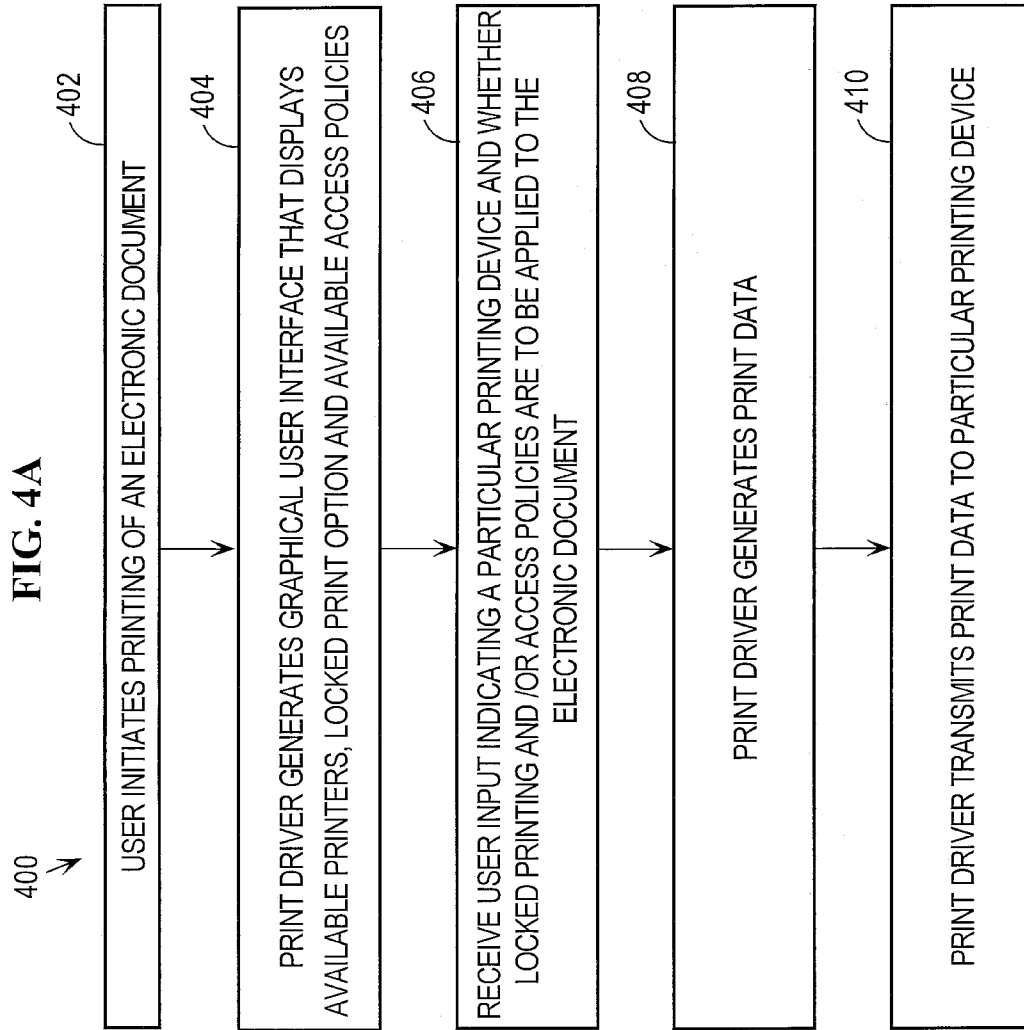 FIG. 4A
400
402
USER INITIATES PRINTING OF AN ELECTRONIC DOCUMENT
404
PRINT DRIVER GENERATES GRAPHICAL USER INTERFACE THAT DISPLAYS
AVAILABLE PRINTERS, LOCKED PRINT OPTION AND AVAILABLE ACCESS POLICIES
406
RECEIVE USER INPUT INDICATING A PARTICULAR PRINTING DEVICE AND WHETHER
LOCKED PRINTING AND /OR ACCESS POLICIES ARE TO BE APPLIED TO THE
ELECTRONIC DOCUMENT
408
PRINT DRIVER GENERATES PRINT DATA
410
PRINT DRIVER TRANSMITS PRINT DATA TO PARTICULAR PRINTING DEVICE